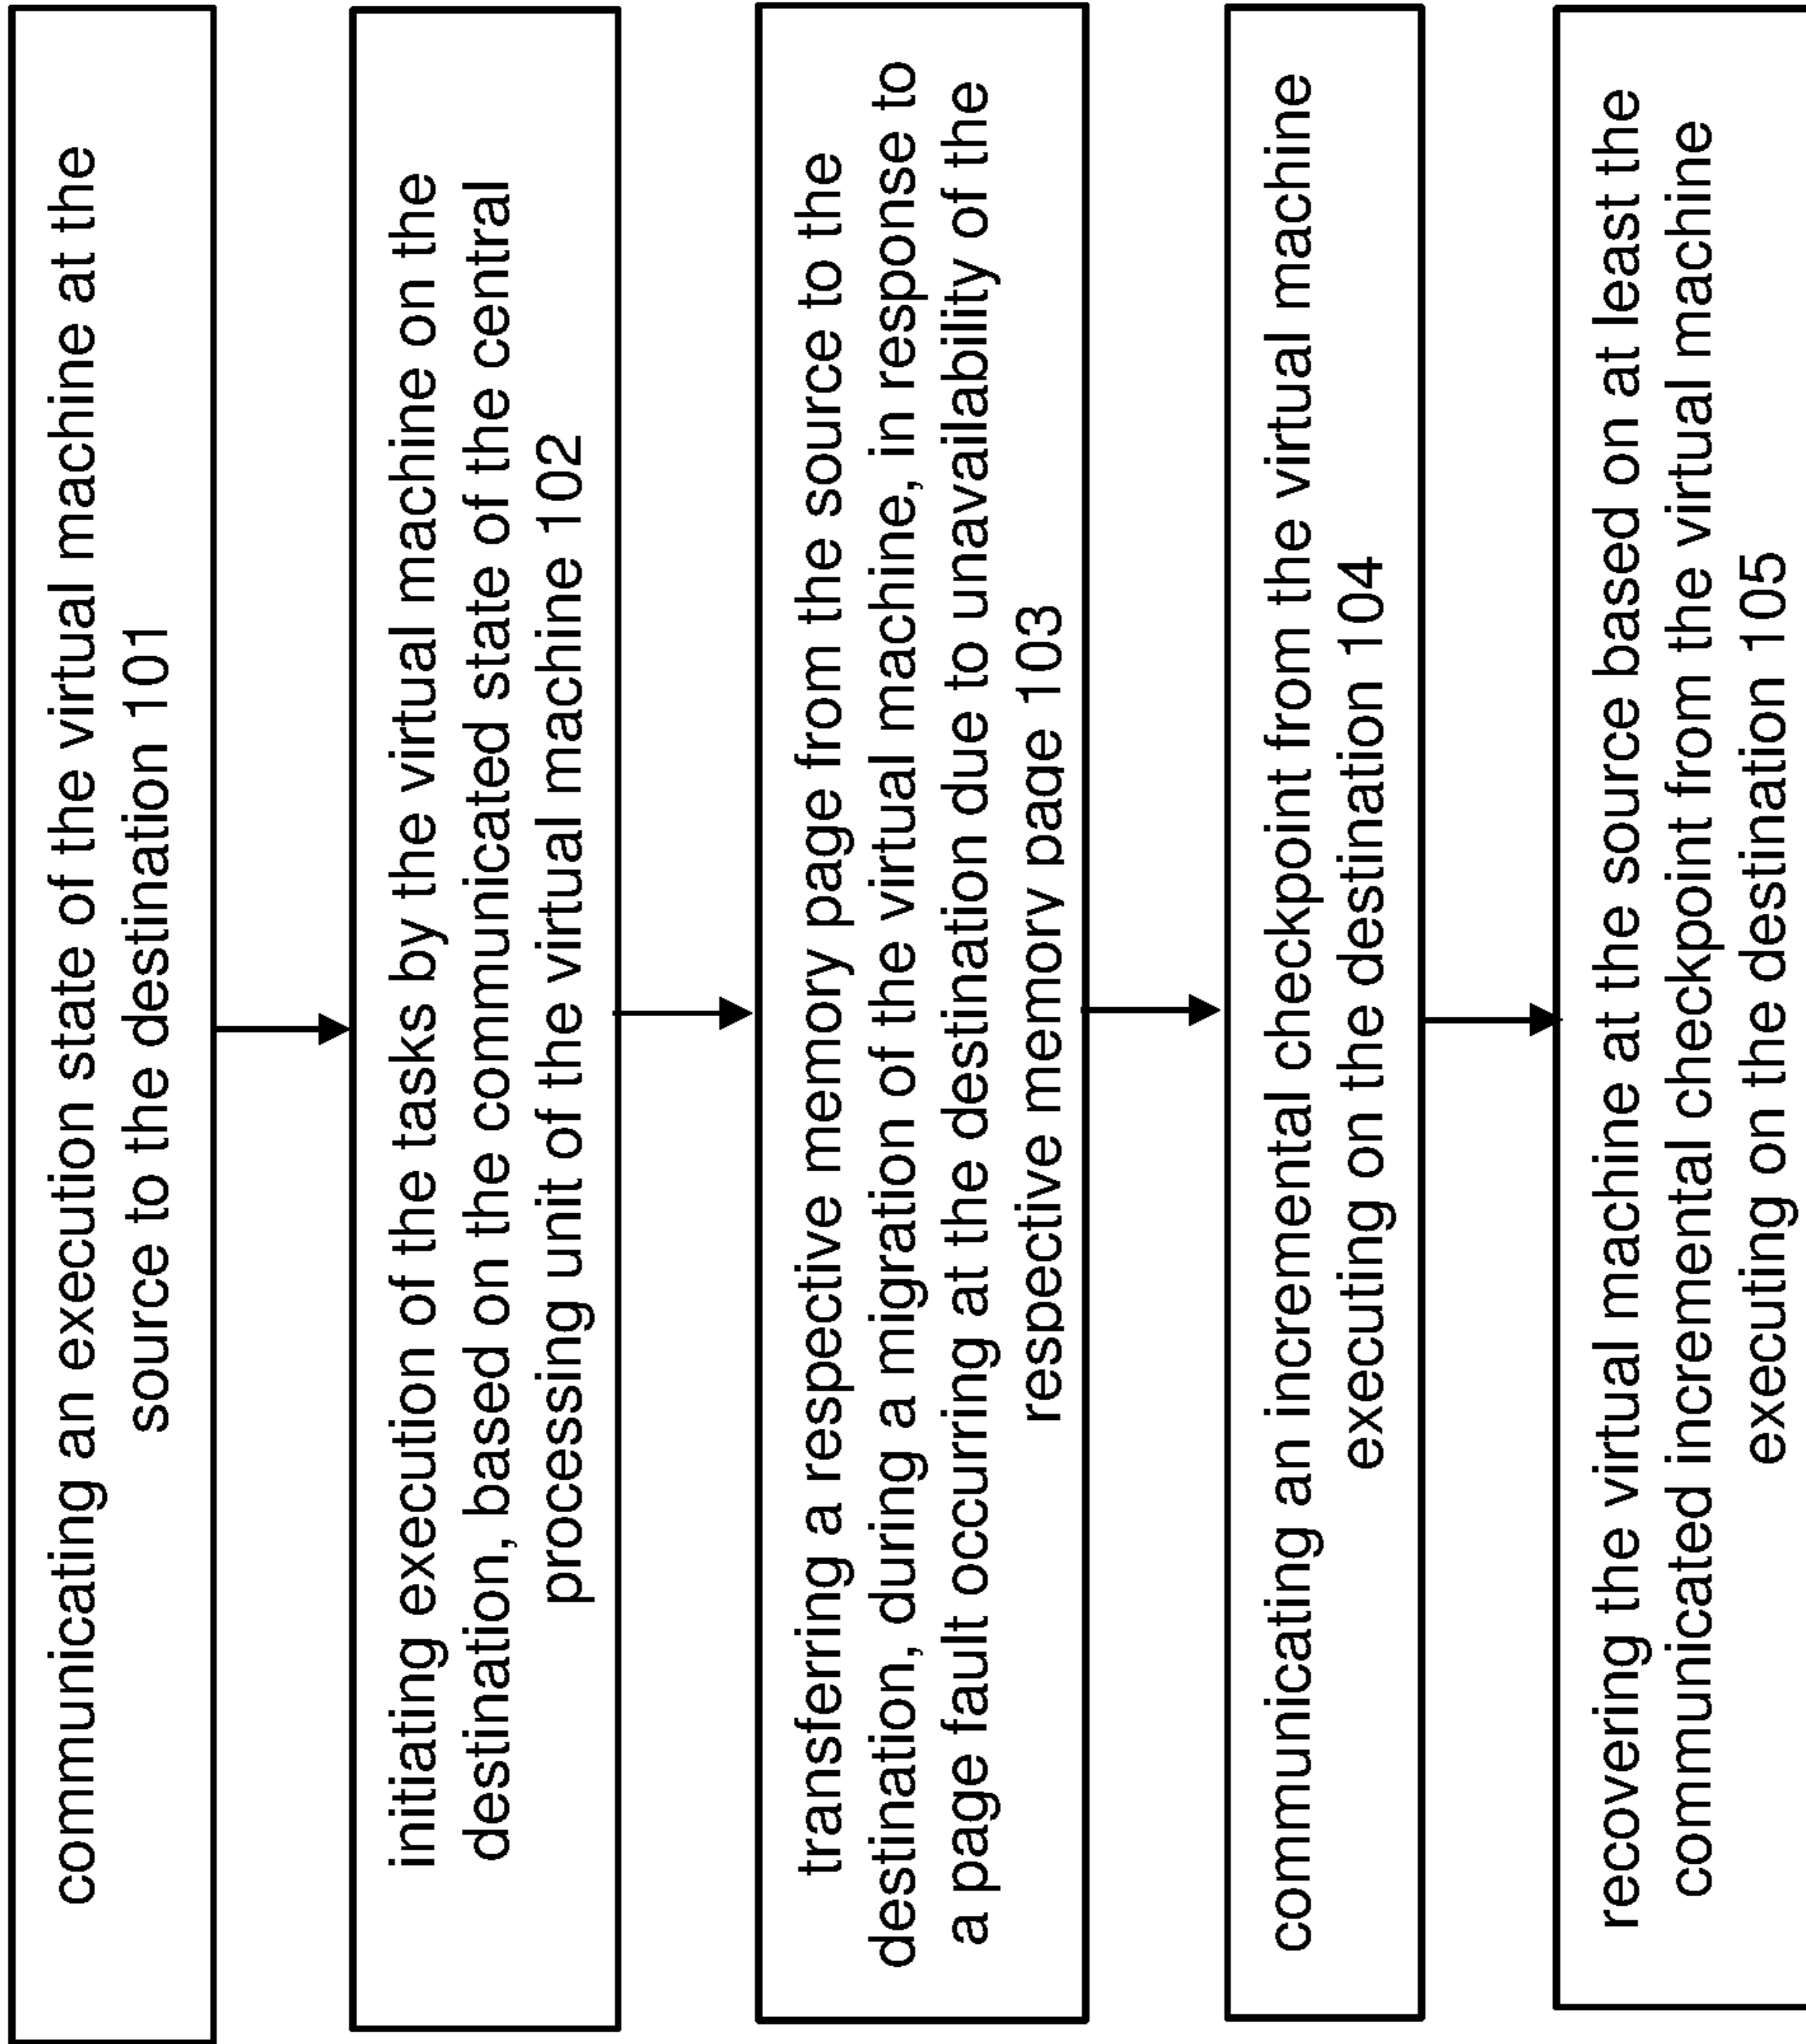 communicating an execution state of the virtual machine at the
source to the destination 101
initiating execution of the tasks by the virtual machine on the
destination, based on the communicated state of the central
processing unit of the virtual machine 102
transferring a respective memory page from the source to the
destination, during a migration of the virtual machine, in response to
a page fault occurring at the destination due to unavailability of the
respective memory page 103
communicating an incremental checkpoint from the virtual machine
executing on the destination 104
recovering the virtual machine at the source based on at least the
communicated incremental checkpoint from the virtual machine
executing on the destination 105